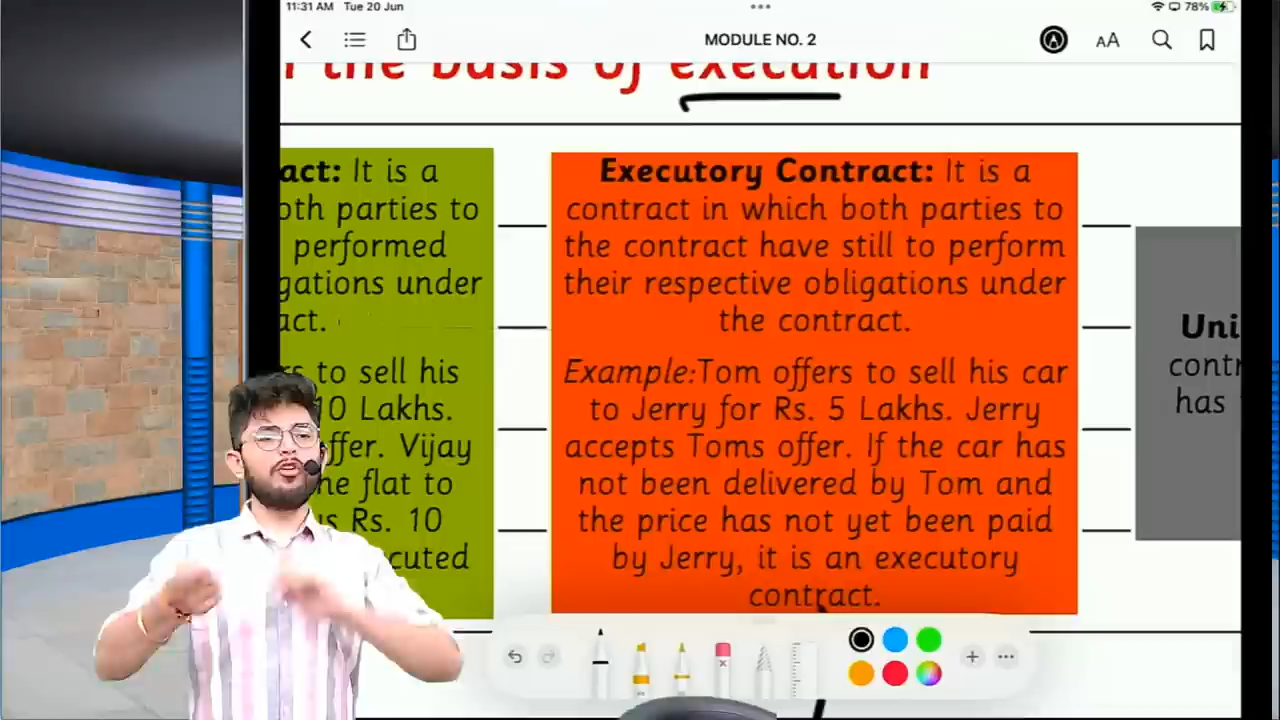 11:31 AM Tue 20 Jun
78%
MODULE NO. 2
AA
the basis of execution
act: It is a
oth parties to
performed
gations under
act.
rs to sell his
10 Lakhs.
ffer. Vijay
he flat to
s Rs. 10
cuted
Executory Contract: It is a
contract in which both parties to
the contract have still to perform
their respective obligations under
the contract.
Example:Tom offers to sell his car
to Jerry for Rs. 5 Lakhs. Jerry
accepts Toms offer. If the car has
not been delivered by Tom and
the price has not yet been paid
by Jerry, it is an executory
contract.
Uni
contr
has